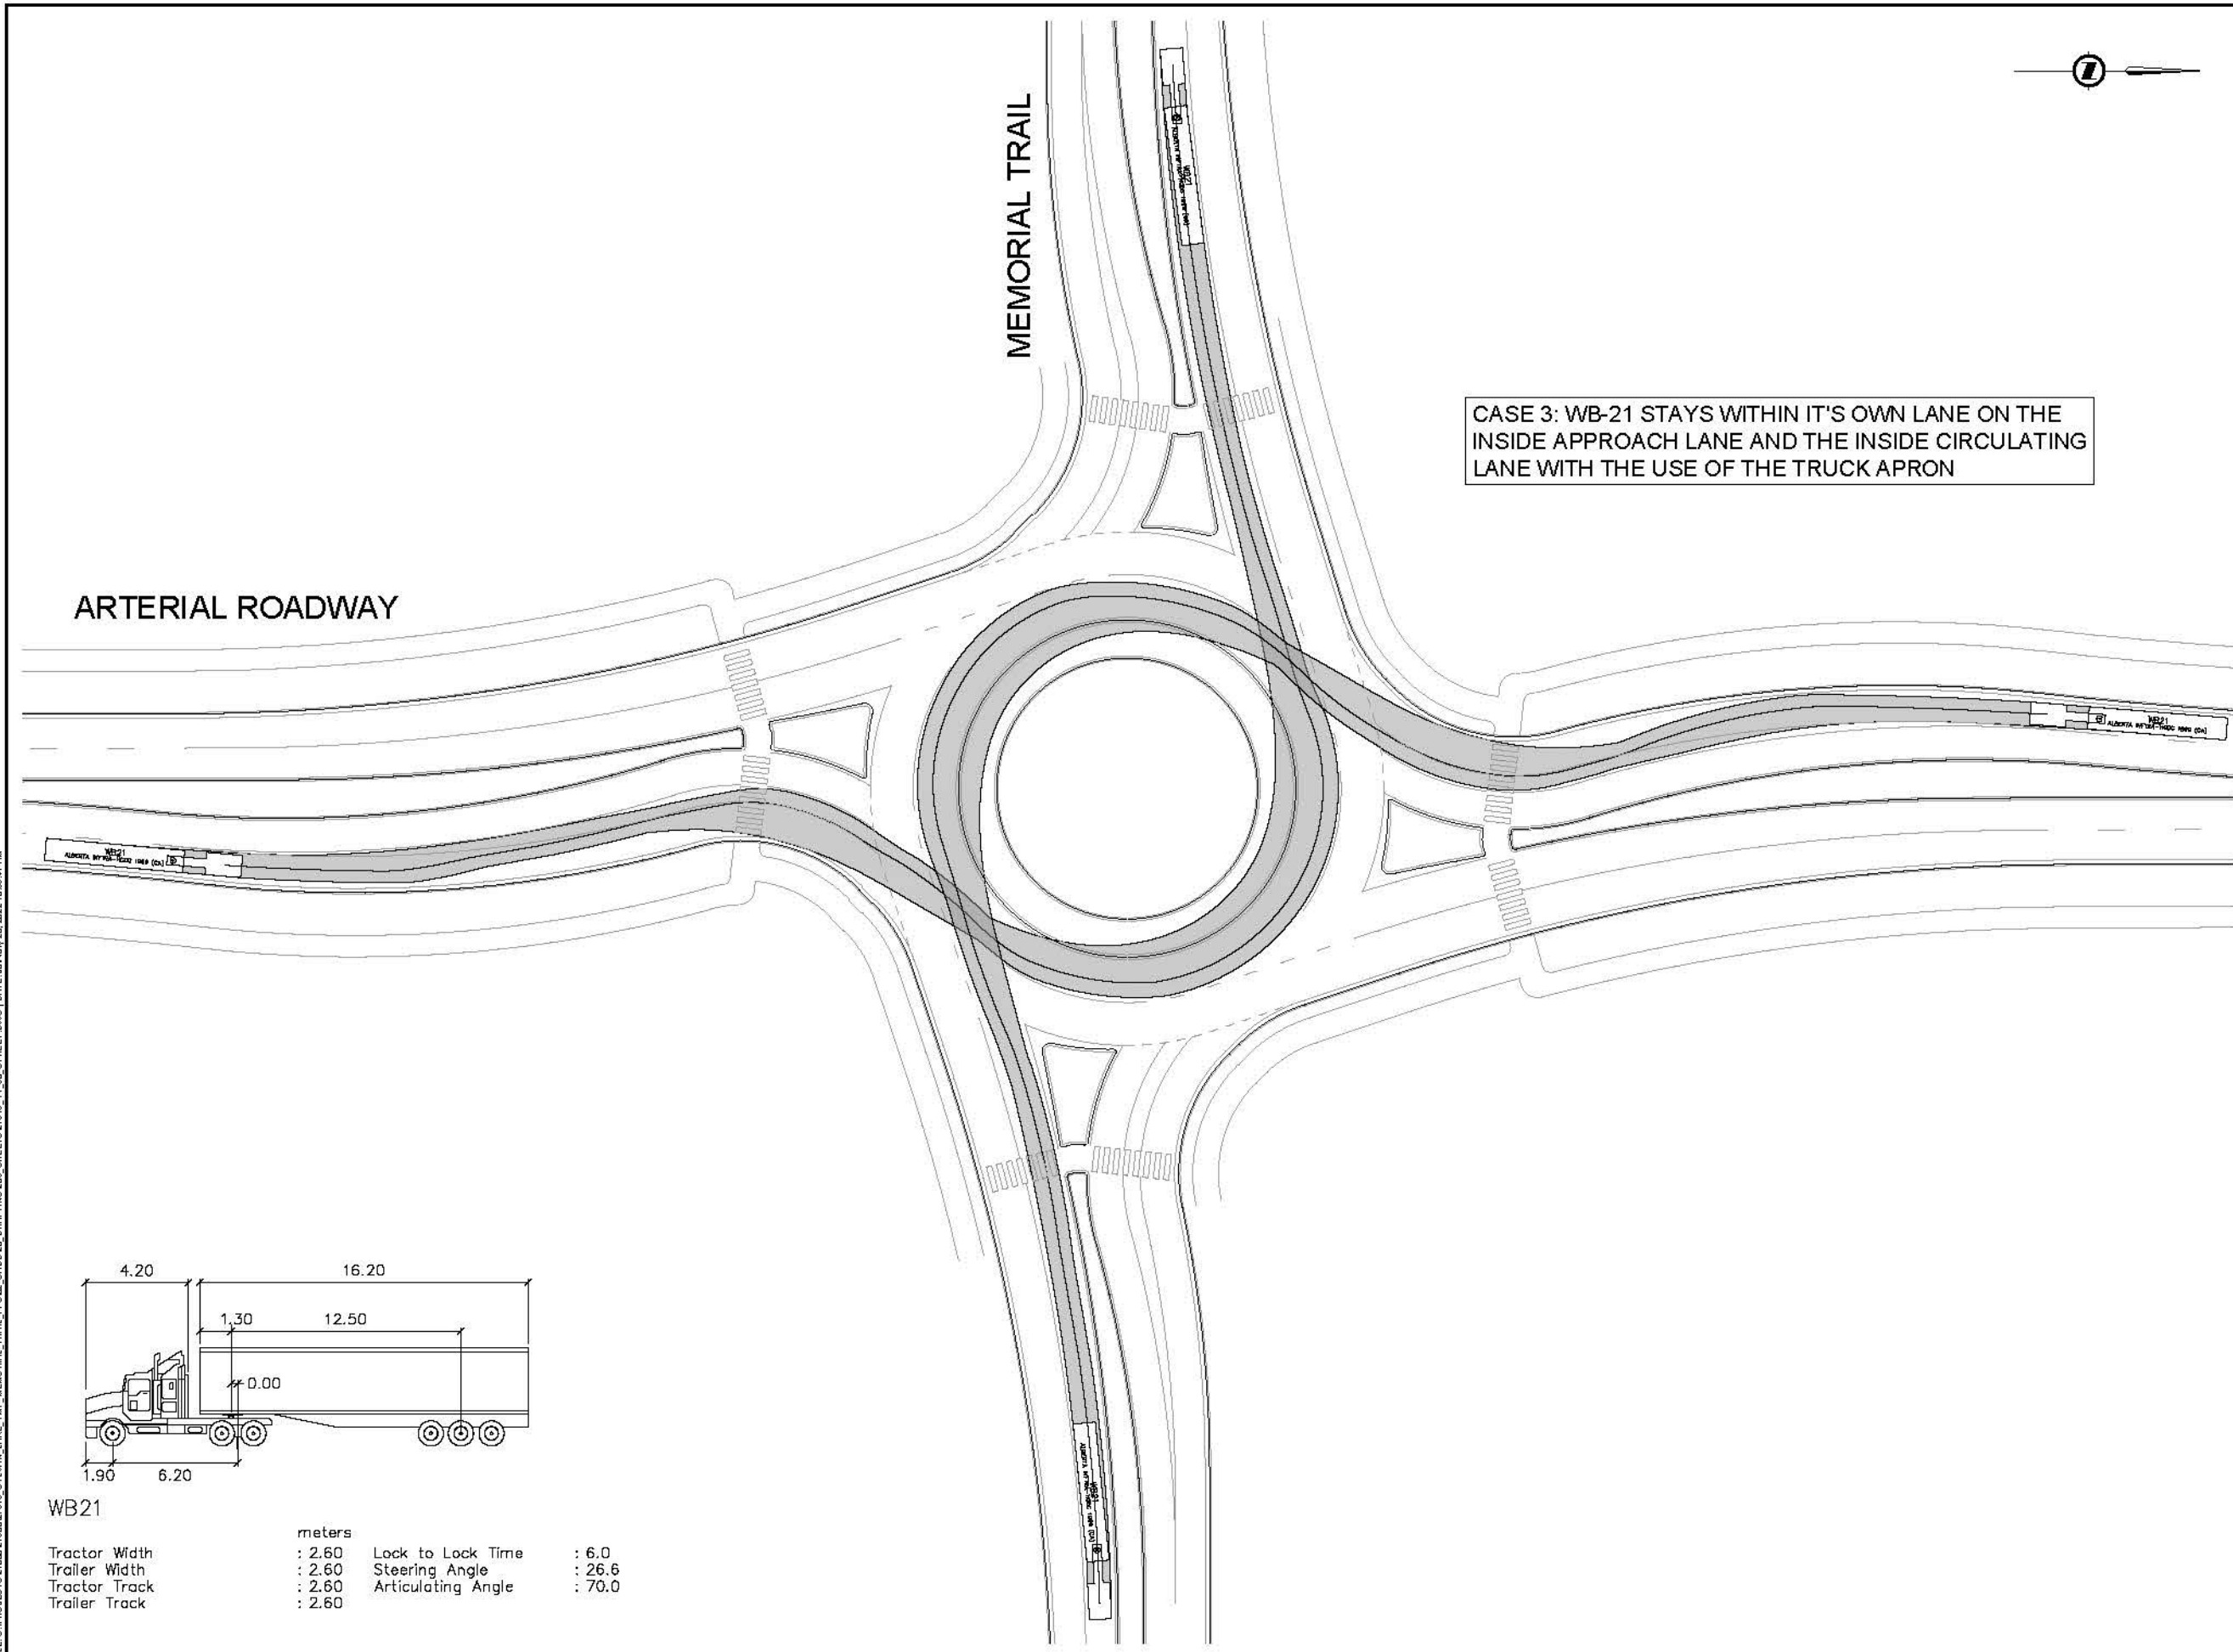 MEMORIAL TRAIL
CASE 3: WB-21 STAYS WITHIN IT'S OWN LANE ON THE
INSIDE APPROACH LANE AND THE INSIDE CIRCULATING
LANE WITH THE USE OF THE TRUCK APRON
ARTERIAL ROADWAY
WB21
WB21
WB21
WB21
4.20 16.20
1.30 12.50
0.00
1.90 6.20
WB21
meters
Tractor Width : 2.60 Lock to Lock Time : 6.0
Trailer Width : 2.60 Steering Angle : 26.6
Tractor Track : 2.60 Articulating Angle : 70.0
Trailer Track : 2.60